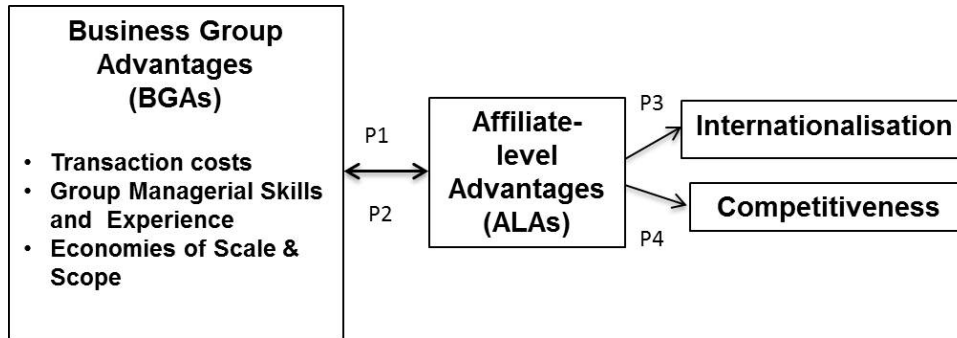 Business Group
Advantages
(BGAs)
• Transaction costs
• Group Managerial Skills
and Experience
• Economies of Scale &
Scope
P1
P2
Affiliate-
level
Advantages
(ALAs)
P3
P4
Internationalisation
Competitiveness